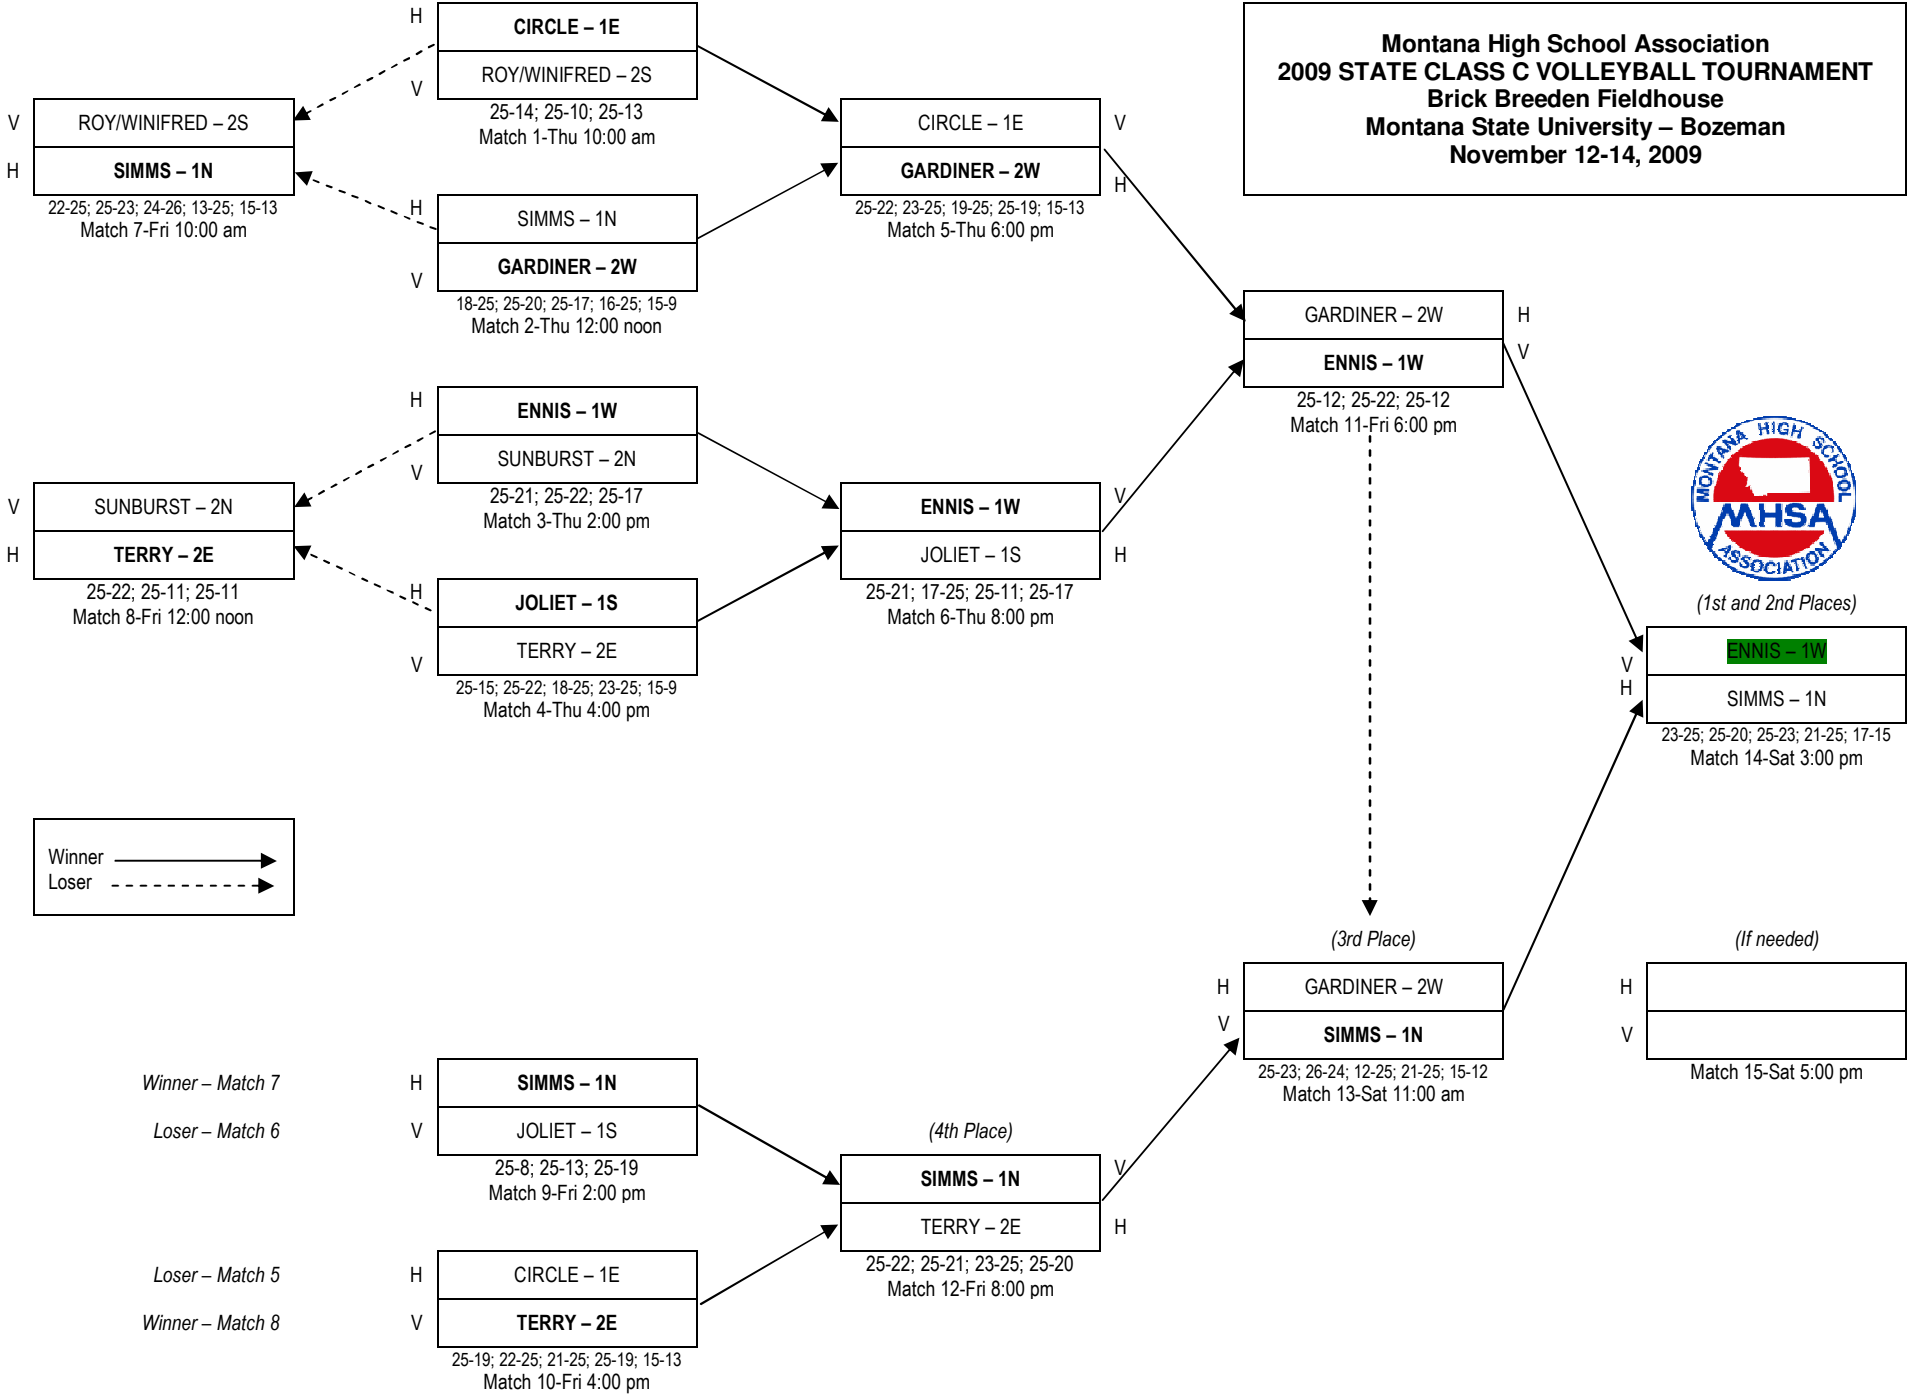 Montana High School Association
2009 STATE CLASS C VOLLEYBALL TOURNAMENT
Brick Breeden Fieldhouse
Montana State University – Bozeman
November 12-14, 2009
H
CIRCLE – 1E
ROY/WINIFRED – 2S
V
25-14; 25-10; 25-13
Match 1-Thu 10:00 am
V
ROY/WINIFRED – 2S
H
SIMMS – 1N
22-25; 25-23; 24-26; 13-25; 15-13
Match 7-Fri 10:00 am
H
SIMMS – 1N
GARDINER – 2W
V
18-25; 25-20; 25-17; 16-25; 15-9
Match 2-Thu 12:00 noon
CIRCLE – 1E
V
GARDINER – 2W
H
25-22; 23-25; 19-25; 25-19; 15-13
Match 5-Thu 6:00 pm
GARDINER – 2W
H
ENNIS – 1W
V
25-12; 25-22; 25-12
Match 11-Fri 6:00 pm
H
ENNIS – 1W
SUNBURST – 2N
V
25-21; 25-22; 25-17
Match 3-Thu 2:00 pm
V
SUNBURST – 2N
H
TERRY – 2E
25-22; 25-11; 25-11
Match 8-Fri 12:00 noon
H
JOLIET – 1S
TERRY – 2E
V
25-15; 25-22; 18-25; 23-25; 15-9
Match 4-Thu 4:00 pm
ENNIS – 1W
V
JOLIET – 1S
H
25-21; 17-25; 25-11; 25-17
Match 6-Thu 8:00 pm
MONTANA HIGH SCHOOL
MHSA
ASSOCIATION
(1st and 2nd Places)
V
ENNIS – 1W
H
SIMMS – 1N
23-25; 25-20; 25-23; 21-25; 17-15
Match 14-Sat 3:00 pm
Winner
Loser
(3rd Place)
H
GARDINER – 2W
V
SIMMS – 1N
25-23; 26-24; 12-25; 21-25; 15-12
Match 13-Sat 11:00 am
(If needed)
H
V
Match 15-Sat 5:00 pm
Winner – Match 7
H
SIMMS – 1N
Loser – Match 6
V
JOLIET – 1S
25-8; 25-13; 25-19
Match 9-Fri 2:00 pm
(4th Place)
SIMMS – 1N
V
TERRY – 2E
H
25-22; 25-21; 23-25; 25-20
Match 12-Fri 8:00 pm
Loser – Match 5
H
CIRCLE – 1E
Winner – Match 8
V
TERRY – 2E
25-19; 22-25; 21-25; 25-19; 15-13
Match 10-Fri 4:00 pm